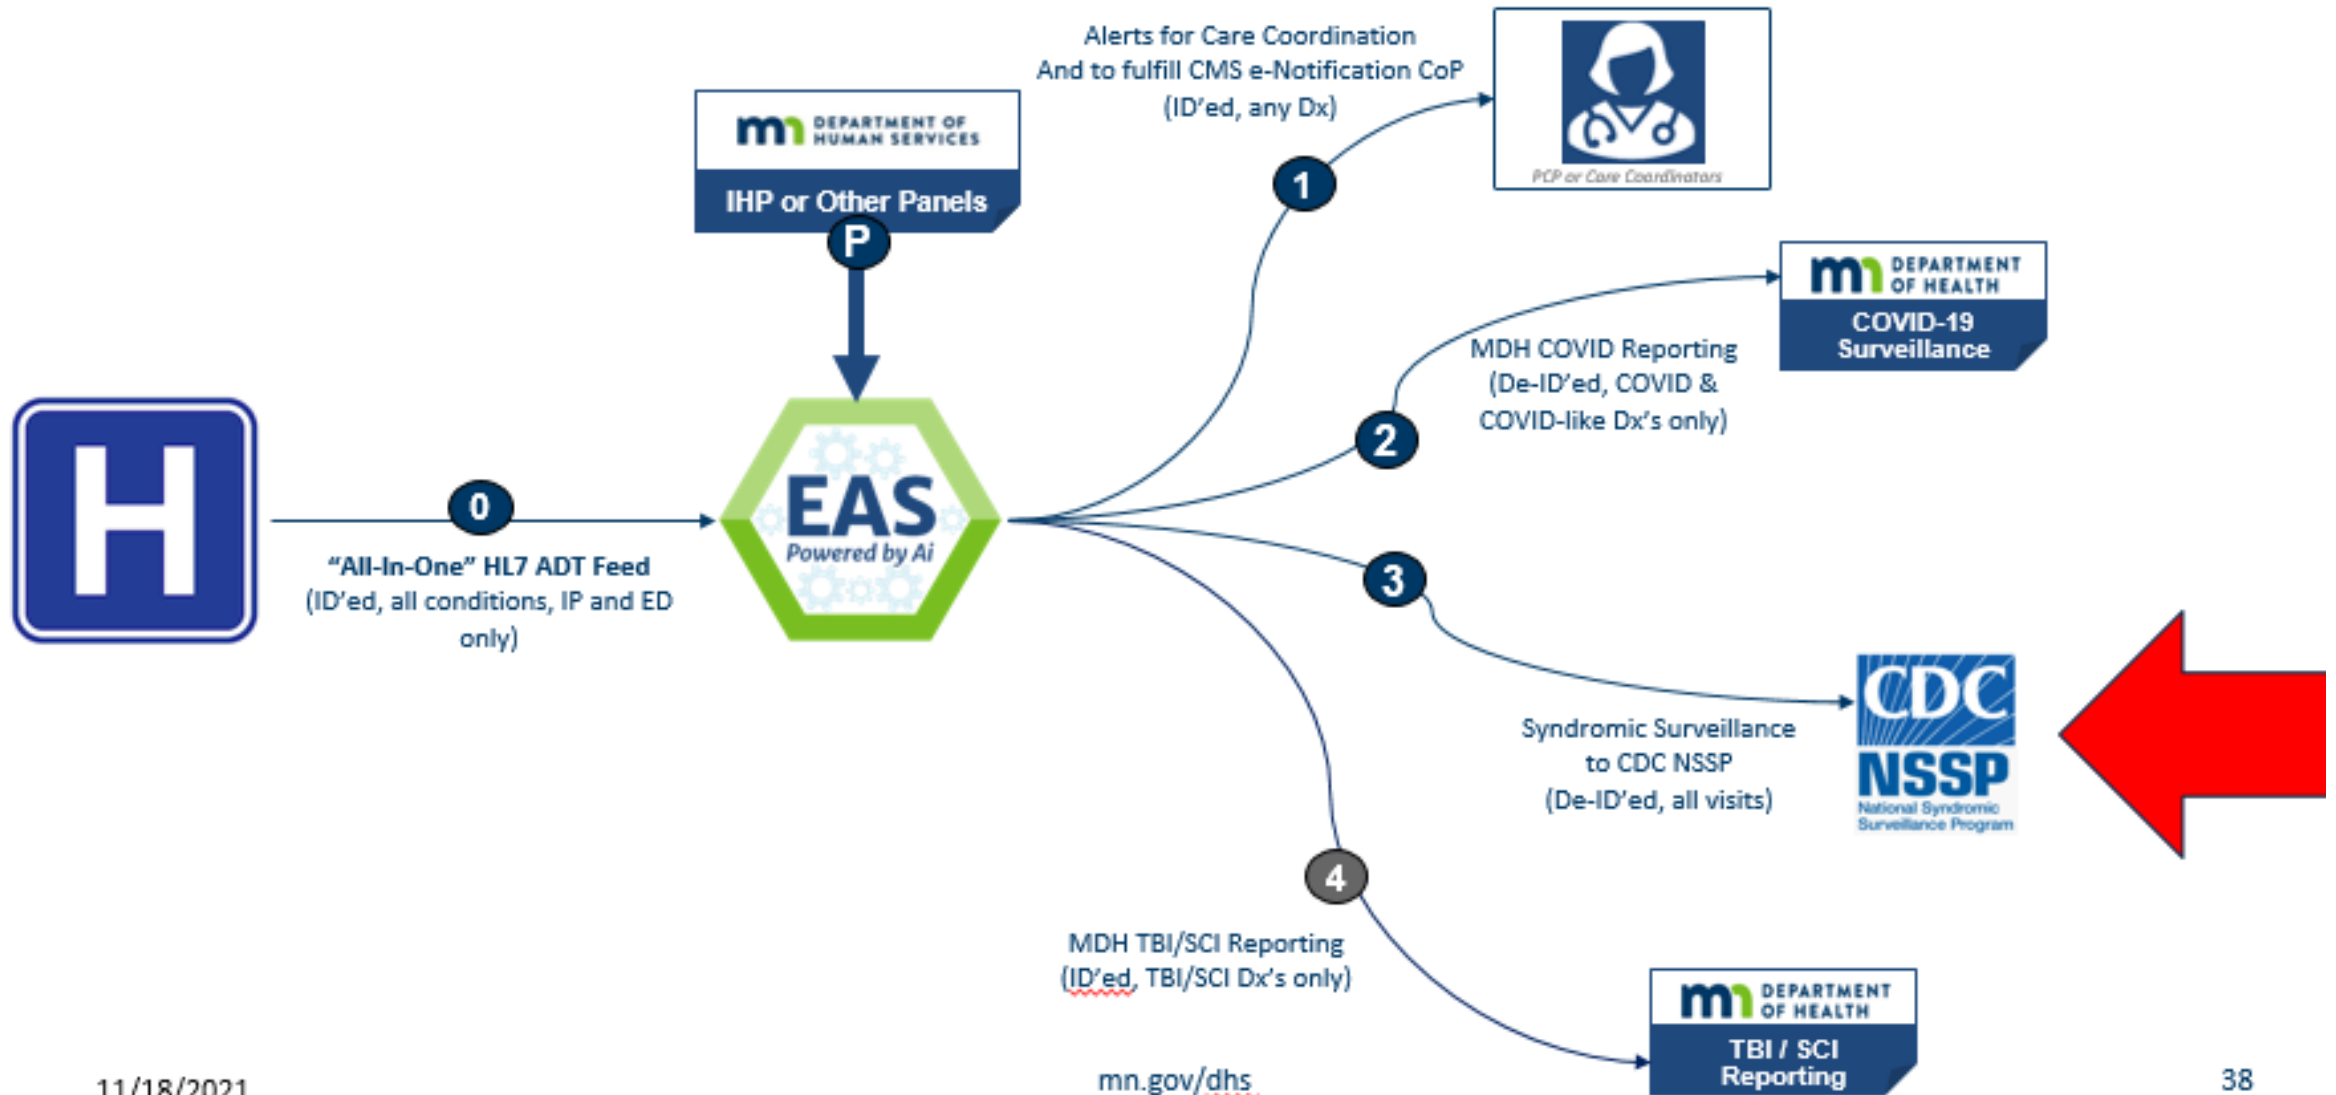 Alerts for Care Coordination
And to fulfill CMS e-Notification CoP
(ID'ed, any Dx)
PCP or Care Coordinators
mn DEPARTMENT OF
HUMAN SERVICES
IHP or Other Panels
P
1
mn DEPARTMENT
OF HEALTH
COVID-19
Surveillance
MDH COVID Reporting
(De-ID'ed, COVID &
COVID-like Dx's only)
2
H
0
"All-In-One" HL7 ADT Feed
(ID'ed, all conditions, IP and ED
only)
EAS
Powered by Ai
3
Syndromic Surveillance
to CDC NSSP
(De-ID'ed, all visits)
CDC
NSSP
National Syndromic
Surveillance Program
4
MDH TBI/SCI Reporting
(ID'ed, TBI/SCI Dx's only)
mn DEPARTMENT
OF HEALTH
TBI / SCI
Reporting
11/18/2021
mn.gov/dhs
38